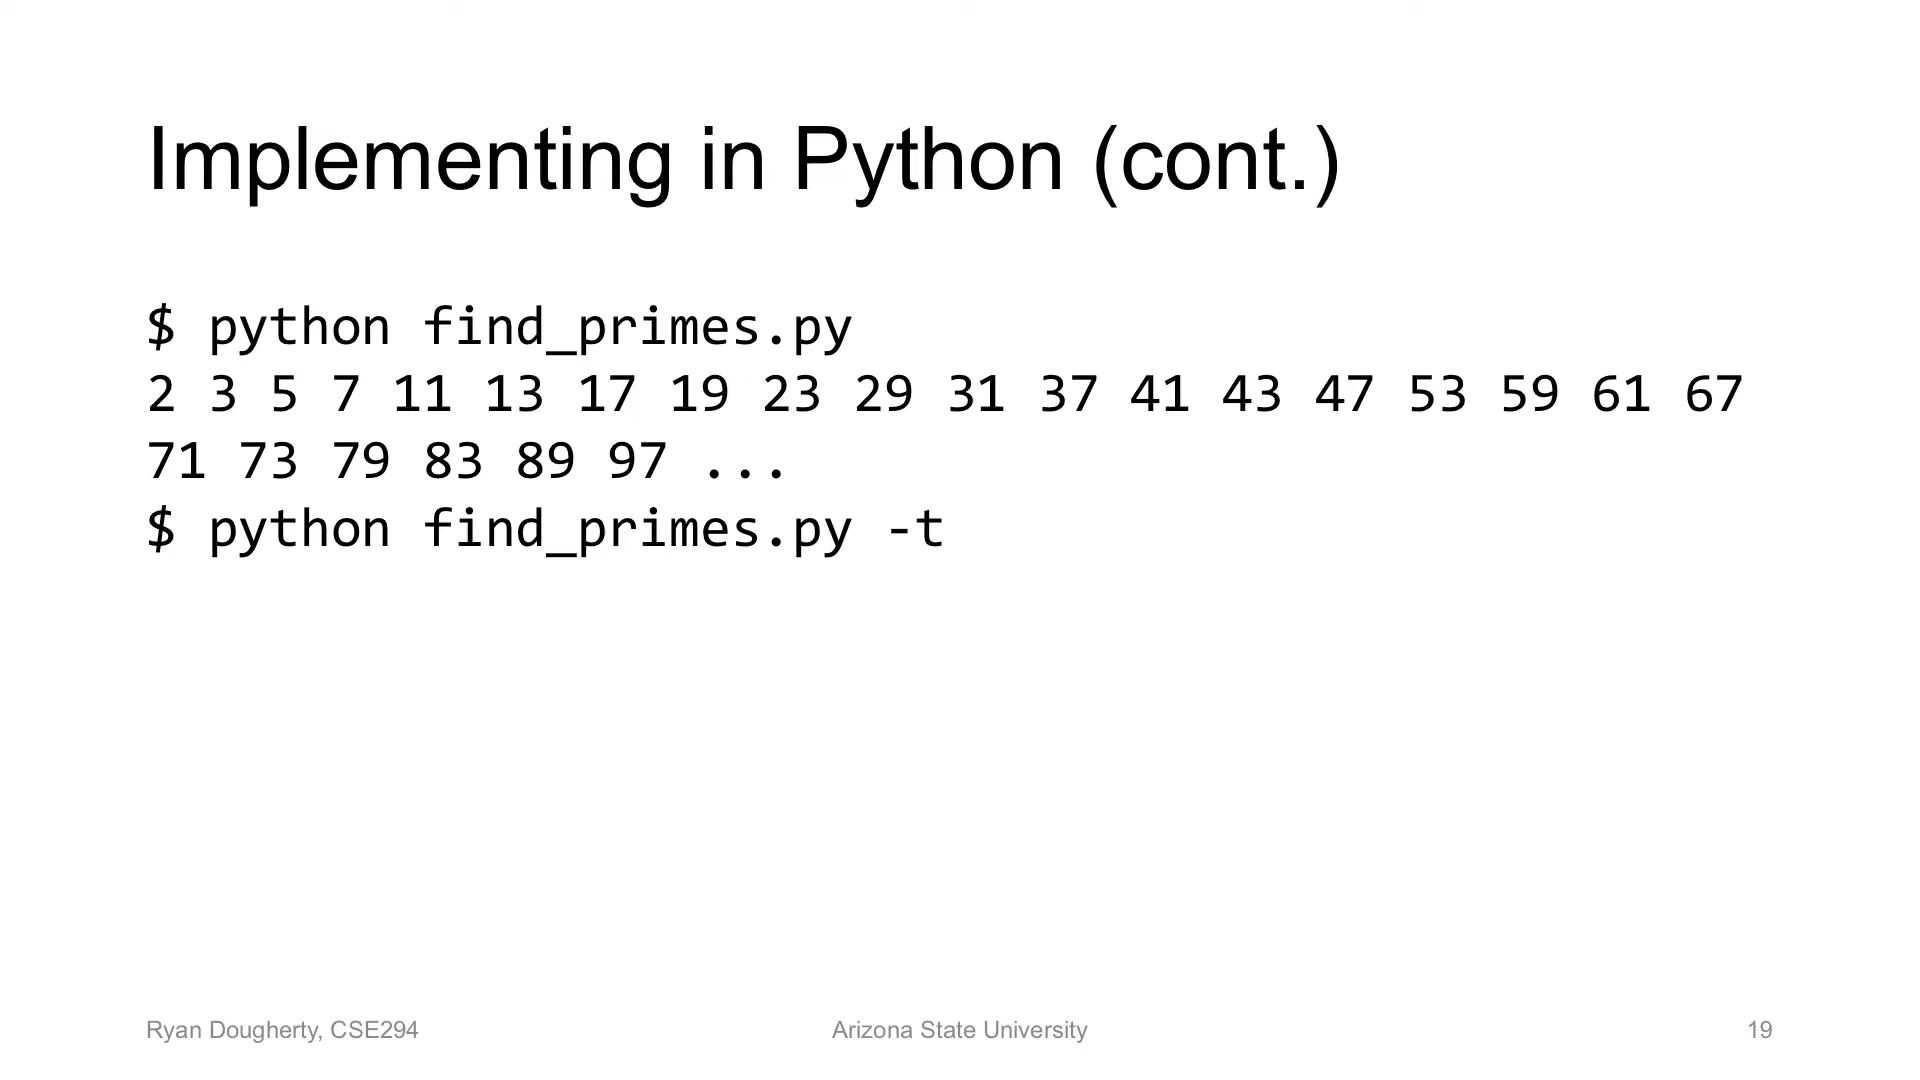 Implementing in Python (cont.)
$ python find_primes.py
2 3 5 7 11 13 17 19 23 29 31 37 41 43 47 53 59 61 67
71 73 79 83 89 97 ...
$ python find_primes.py -t
Ryan Dougherty, CSE294
Arizona State University
19